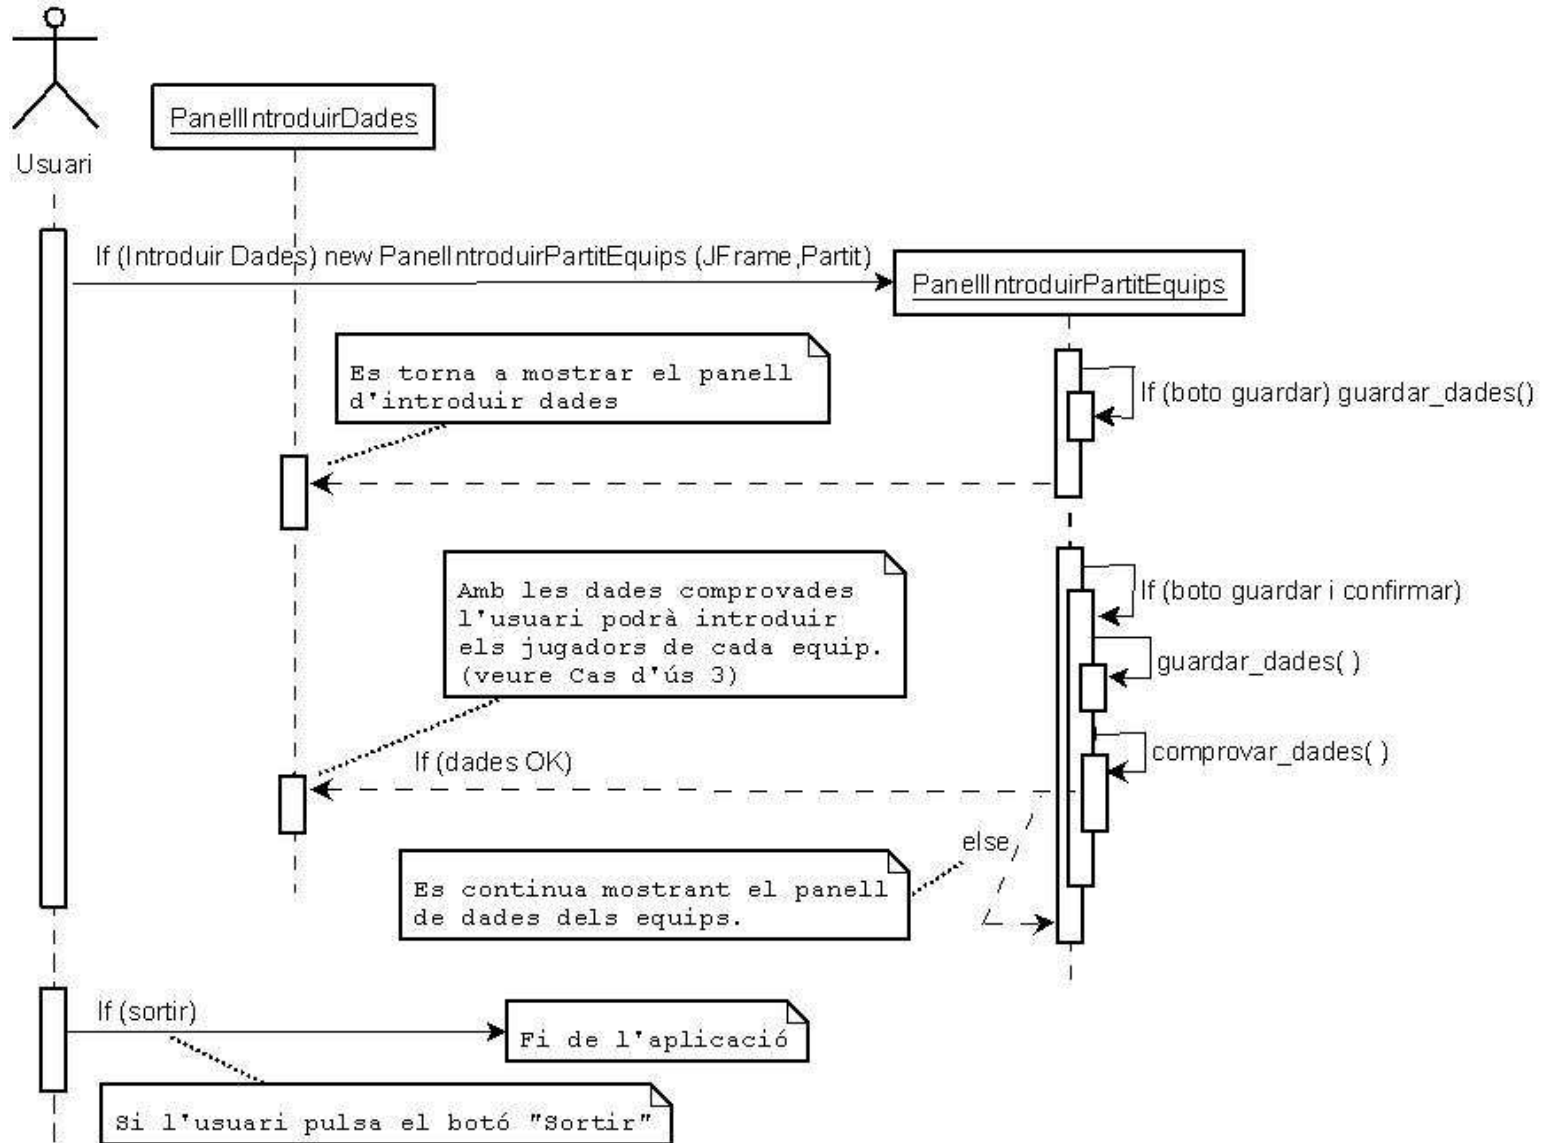 PanellIntroduirDades
Usuari
If (Introduir Dades) new PanelIntroduirPartitEquips (JFrame,Partit)
PanellIntroduirPartitEquips
Es torna a mostrar el panell
d'introduir dades
If (boto guardar) guardar_dades()
Amb les dades comprovades
l'usuari podrà introduir
els jugadors de cada equip.
(veure Cas d'ús 3)
If (boto guardar i confirmar)
guardar_dades( )
comprovar_dades( )
If (dades OK)
else
Es continua mostrant el panell
de dades dels equips.
If (sortir)
Fi de l'aplicació
Si l'usuari pulsa el botó "Sortir"